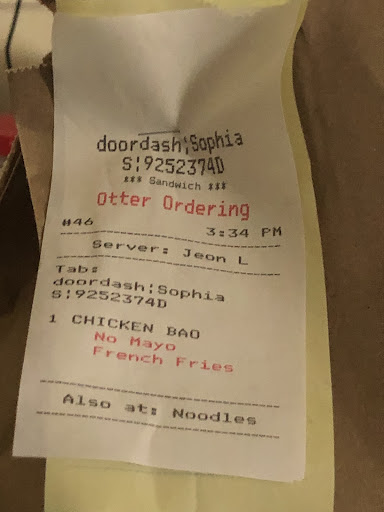 doordash¦Sophia
S¦9252374D
*** Sandwich ***
Otter Ordering
#46 3:34 PM
Server: Jeon L
Tab:
doordash¦Sophia
S¦9252374D
1 CHICKEN BAO
No Mayo
French Fries
Also at: Noodles